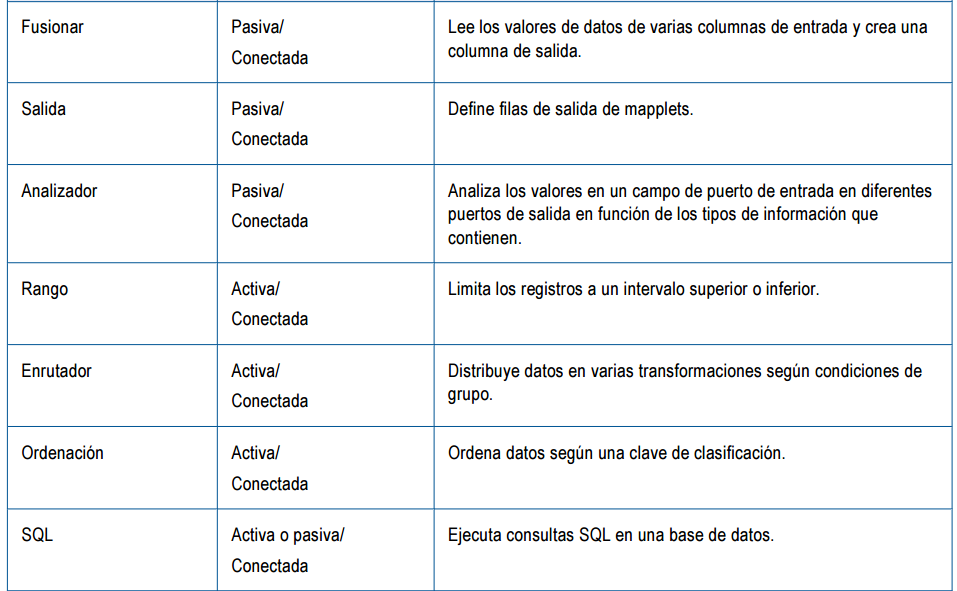 Fusionar
Pasiva/
Conectada
Lee los valores de datos de varias columnas de entrada y crea una
columna de salida.
Salida
Pasiva/
Conectada
Define filas de salida de mapplets.
Analizador
Pasiva/
Conectada
Analiza los valores en un campo de puerto de entrada en diferentes
puertos de salida en función de los tipos de información que
contienen.
Rango
Activa/
Conectada
Limita los registros a un intervalo superior o inferior.
Enrutador
Activa/
Conectada
Distribuye datos en varias transformaciones según condiciones de
grupo.
Ordenación
Activa/
Conectada
Ordena datos según una clave de clasificación.
SQL
Activa o pasiva/
Conectada
Ejecuta consultas SQL en una base de datos.